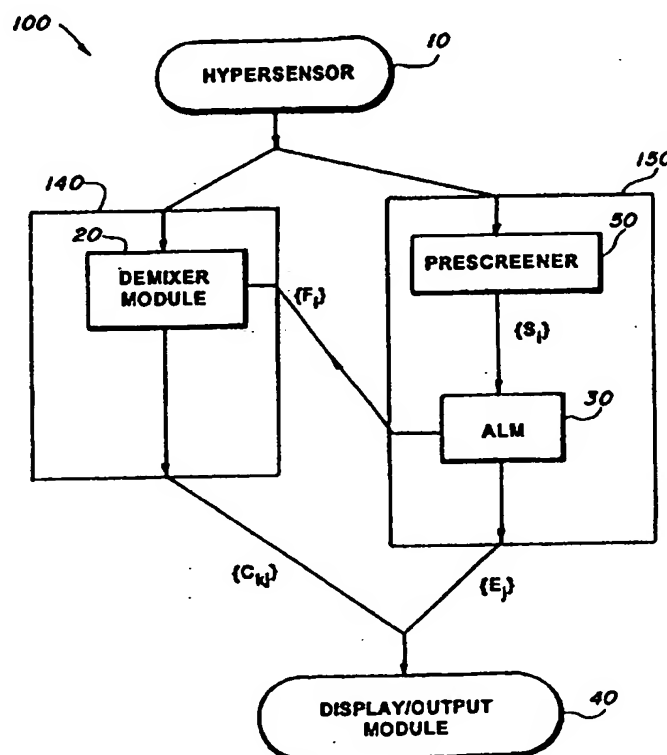 100
10
HYPERSENSOR
140
150
20
50
DEMIXER
MODULE
PRESCREENER
{Fi}
{Si}
30
ALM
{Ckj}
{Ej}
DISPLAY/OUTPUT
MODULE
40